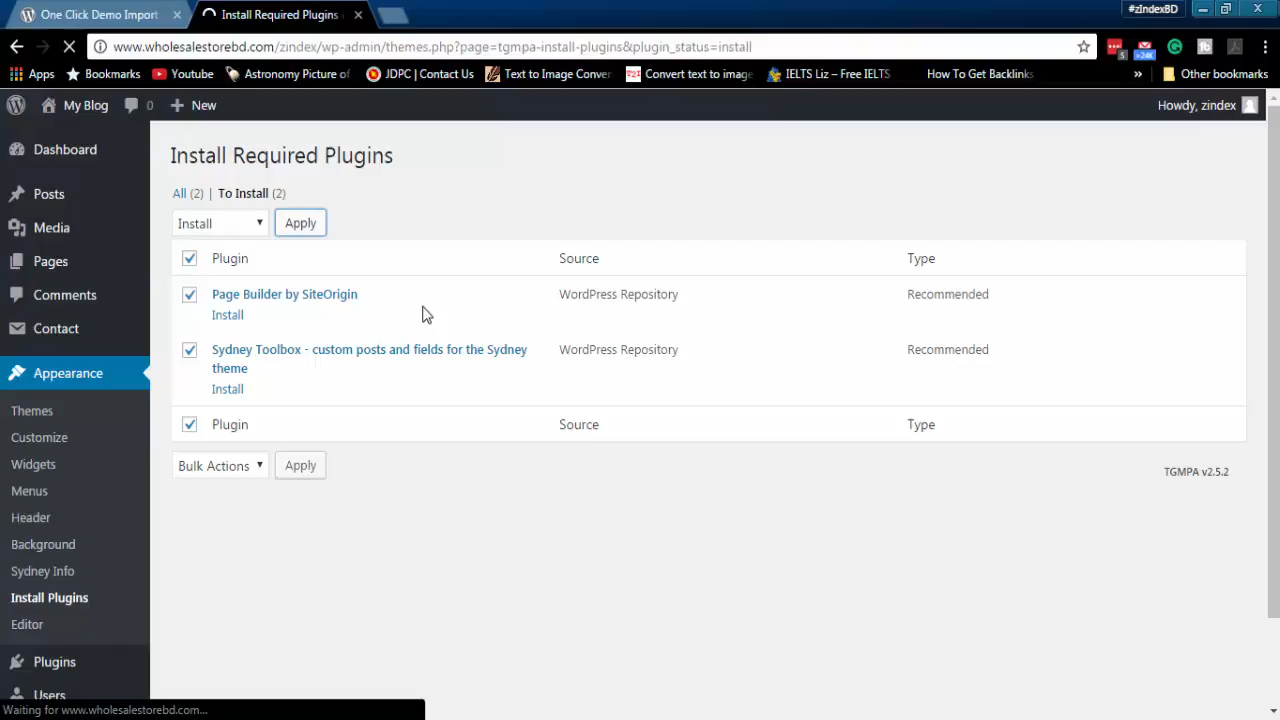 One Click Demo Import
Install Required Plugins
#zIndexBD
www.wholesalestorebd.com/zindex/wp-admin/themes.php?page=tgmpa-install-plugins&plugin_status=install
5
>24K
Apps
Bookmarks
Youtube
Astronomy Picture of
JDPC | Contact Us
Text to Image Conver
T2I
Convert text to image
IELTS Liz – Free IELTS
How To Get Backlinks
»
Other bookmarks
My Blog
0
New
Howdy, zindex
Dashboard
Posts
Media
Pages
Comments
Contact
Appearance
Themes
Customize
Widgets
Menus
Header
Background
Sydney Info
Install Plugins
Editor
Plugins
Users
Install Required Plugins
All (2) | To Install (2)
Install
Apply
Plugin
Source
Type
Page Builder by SiteOrigin
WordPress Repository
Recommended
Install
Sydney Toolbox - custom posts and fields for the Sydney
theme
WordPress Repository
Recommended
Install
Plugin
Source
Type
Bulk Actions
Apply
TGMPA v2.5.2
Waiting for www.wholesalestorebd.com...